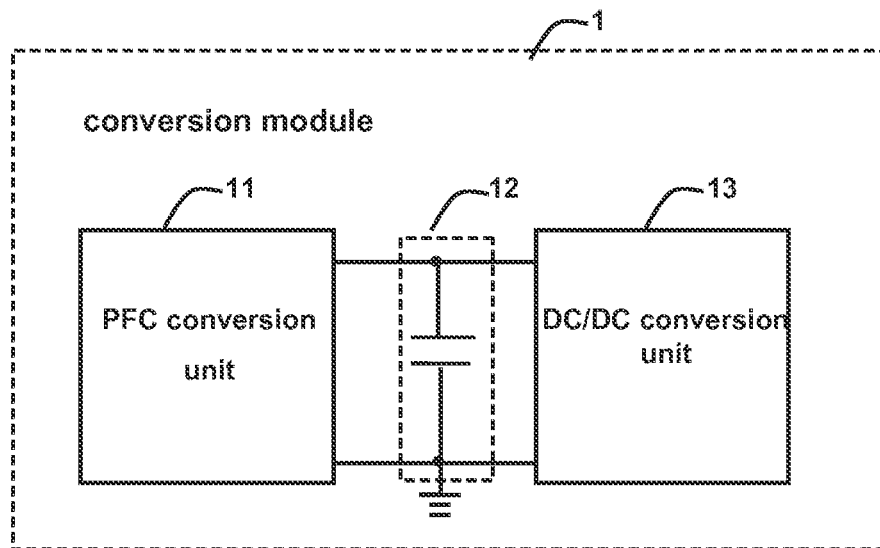 1
conversion module
11
12
13
PFC conversion
unit
DC/DC conversion
unit